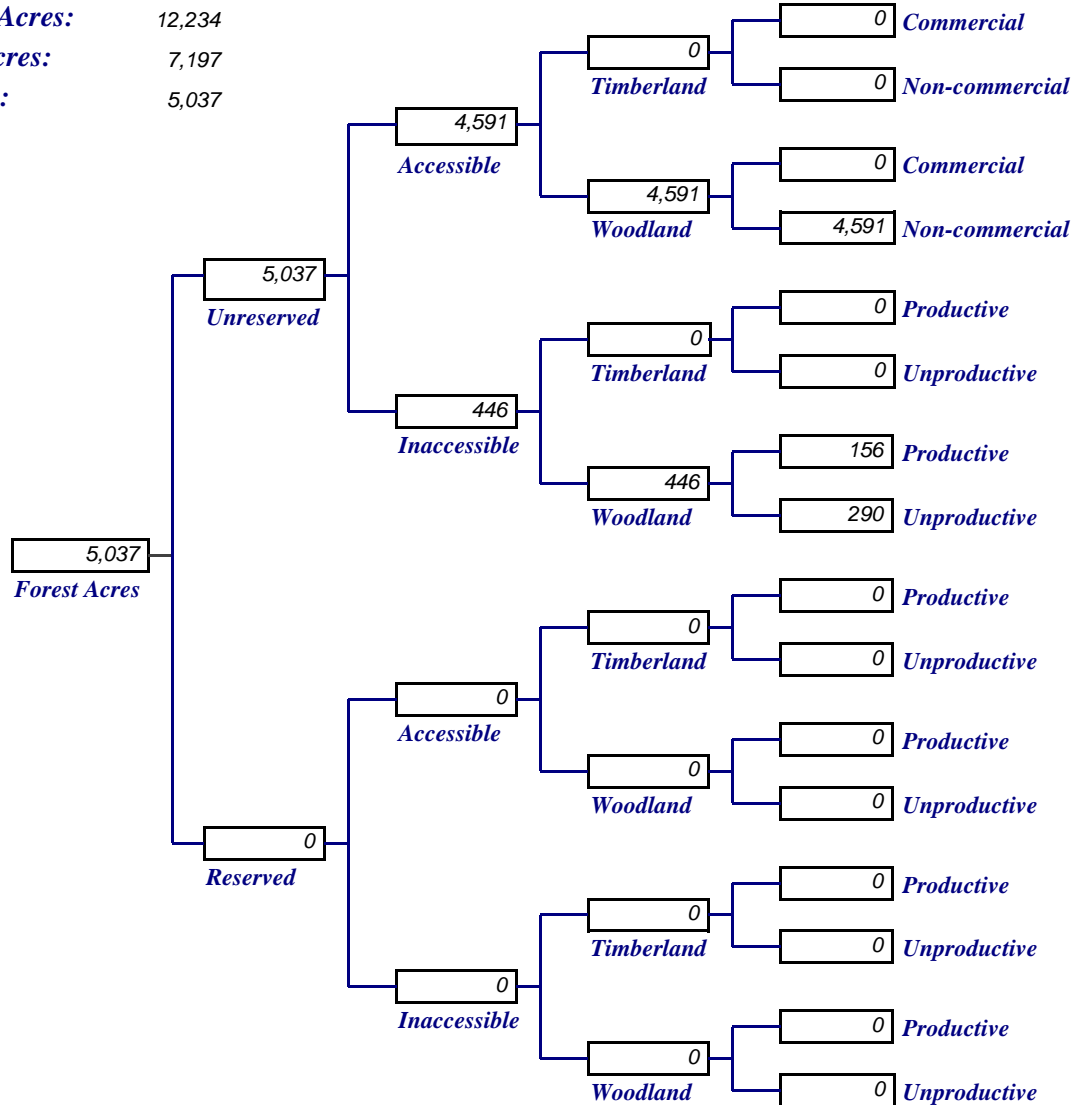 Acres: 12,234
cres: 7,197
: 5,037
0 Commercial
0
Timberland
0 Non-commercial
4,591
Accessible
0 Commercial
4,591
Woodland
4,591 Non-commercial
5,037
Unreserved
0 Productive
0
Timberland
0 Unproductive
446
Inaccessible
156 Productive
446
Woodland
290 Unproductive
5,037
Forest Acres
0 Productive
0
Timberland
0 Unproductive
0
Accessible
0 Productive
0
Woodland
0 Unproductive
0
Reserved
0 Productive
0
Timberland
0 Unproductive
0
Inaccessible
0 Productive
0
Woodland
0 Unproductive